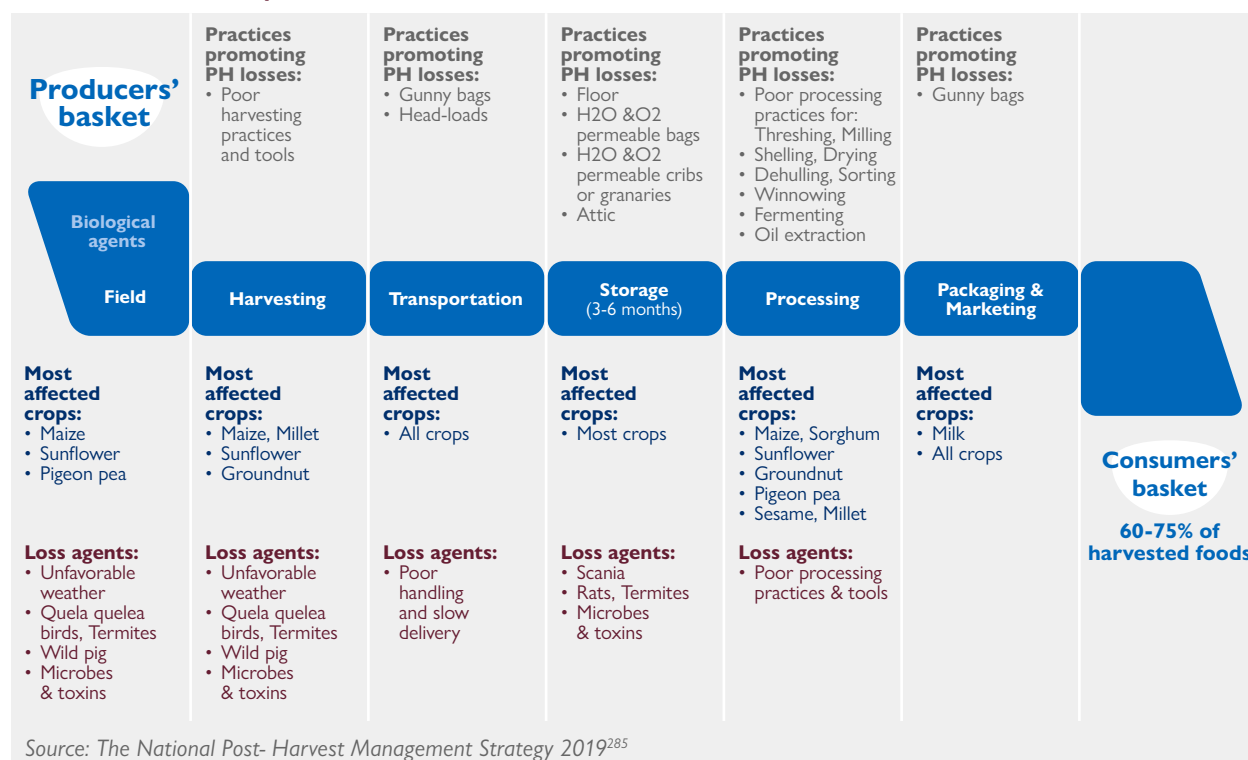 Producers'
basket
Biological
agents
Field
Most
affected
crops:
• Maize
• Sunflower
• Pigeon pea
Loss agents:
• Unfavorable
weather
• Quela quelea
birds, Termites
• Wild pig
• Microbes
& toxins
Practices
promoting
PH losses:
• Poor
harvesting
practices
and tools
Harvesting
Most
affected
crops:
• Maize, Millet
• Sunflower
• Groundnut
Loss agents:
• Unfavorable
weather
• Quela quelea
birds, Termites
• Wild pig
• Microbes
& toxins
Practices
promoting
PH losses:
• Gunny bags
• Head-loads
Transportation
Most
affected
crops:
• All crops
Loss agents:
• Poor
handling
and slow
delivery
Practices
promoting
PH losses:
• Floor
• H2O &O2
permeable bags
• H2O &O2
permeable cribs
or granaries
• Attic
Storage
(3-6 months)
Most
affected
crops:
• Most crops
Loss agents:
• Scania
• Rats, Termites
• Microbes
& toxins
Practices
promoting
PH losses:
• Poor processing
practices for:
Threshing, Milling
• Shelling, Drying
• Dehulling, Sorting
• Winnowing
• Fermenting
• Oil extraction
Processing
Most
affected
crops:
• Maize, Sorghum
• Sunflower
• Groundnut
• Pigeon pea
• Sesame, Millet
Loss agents:
• Poor processing
practices & tools
Practices
promoting
PH losses:
• Gunny bags
Packaging &
Marketing
Most
affected
crops:
• Milk
• All crops
Consumers'
basket
60-75% of
harvested foods
Source: The National Post- Harvest Management Strategy 2019285